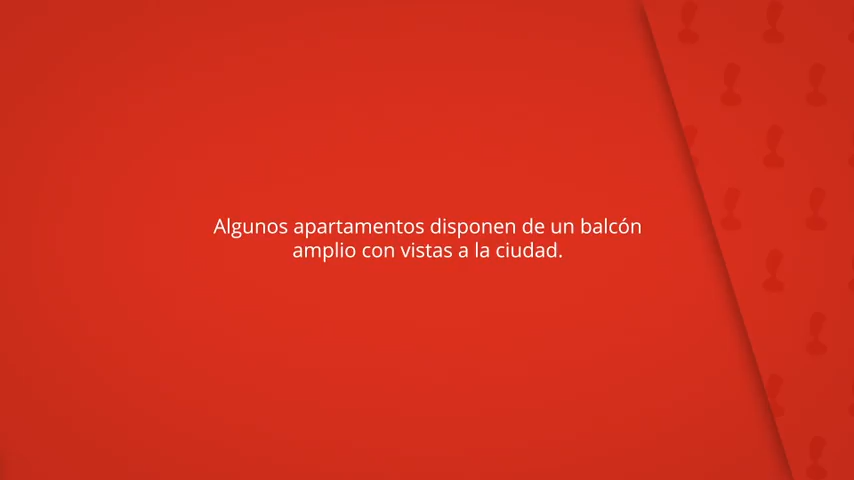 Algunos apartamentos disponen de un balcón
amplio con vistas a la ciudad.